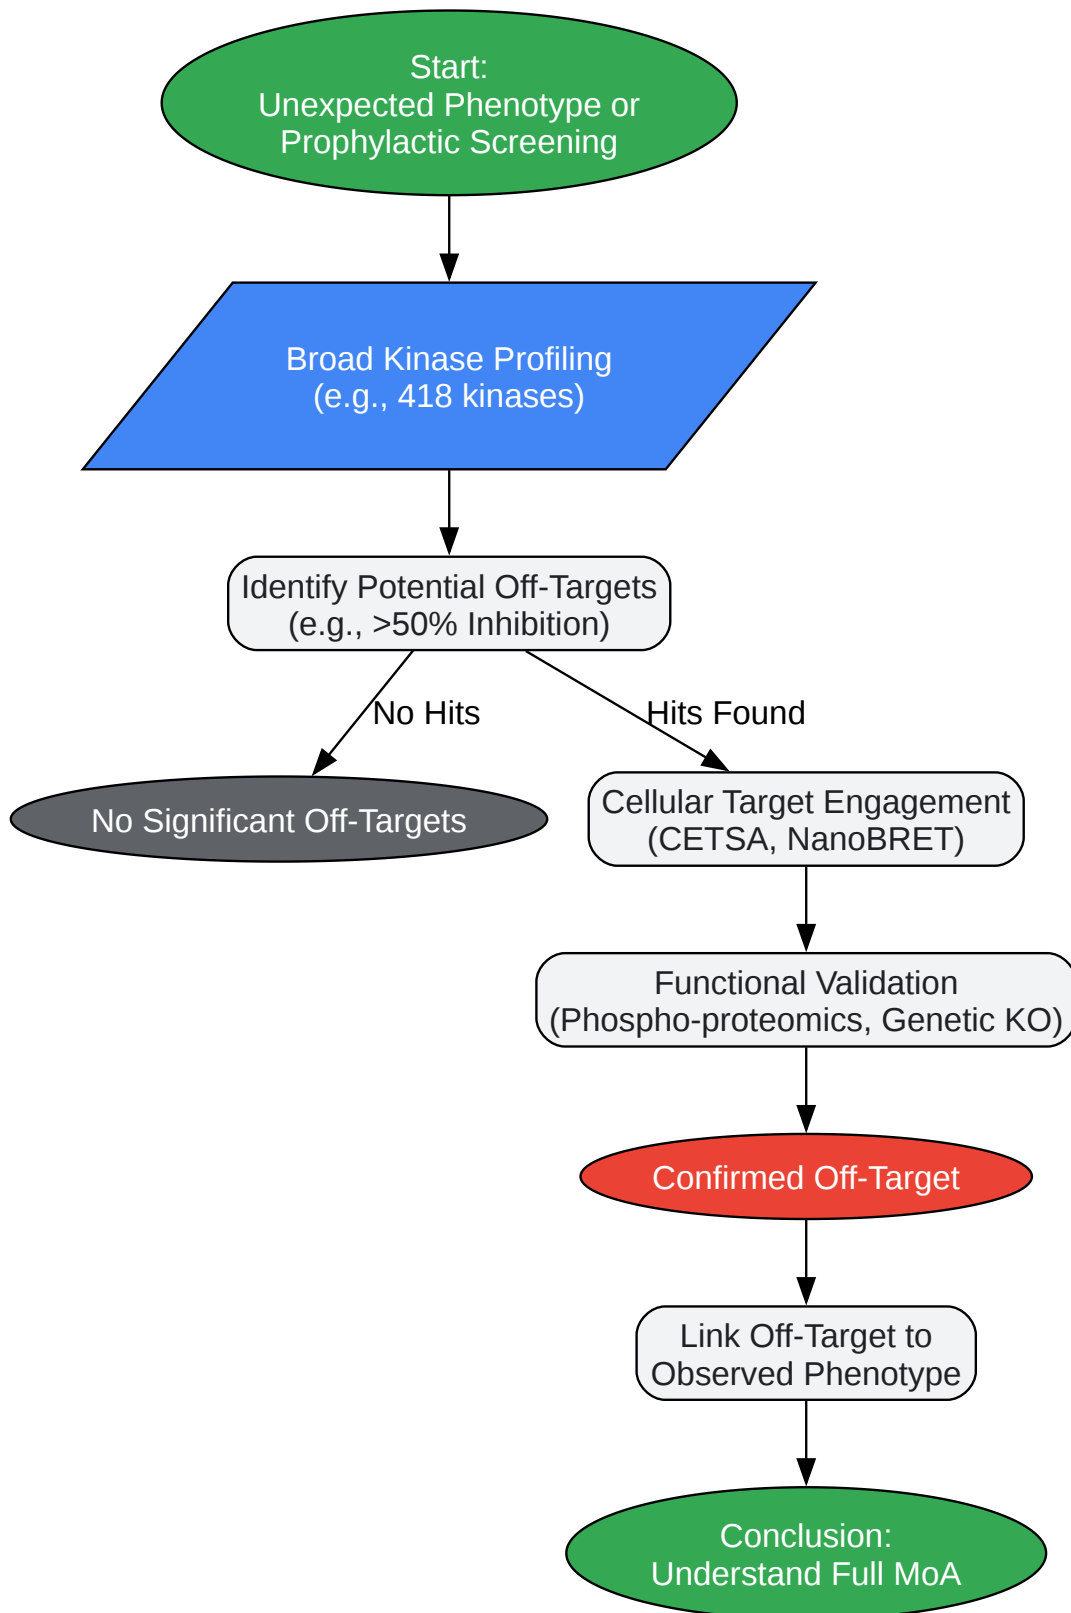 Start:
Unexpected Phenotype or
Prophylactic Screening
Broad Kinase Profiling
(e.g., 418 kinases)
Identify Potential Off-Targets
(e.g., >50% Inhibition)
No Hits
Hits Found
No Significant Off-Targets
Cellular Target Engagement
(CETSA, NanoBRET)
Functional Validation
(Phospho-proteomics, Genetic KO)
Confirmed Off-Target
Link Off-Target to
Observed Phenotype
Conclusion:
Understand Full MoA